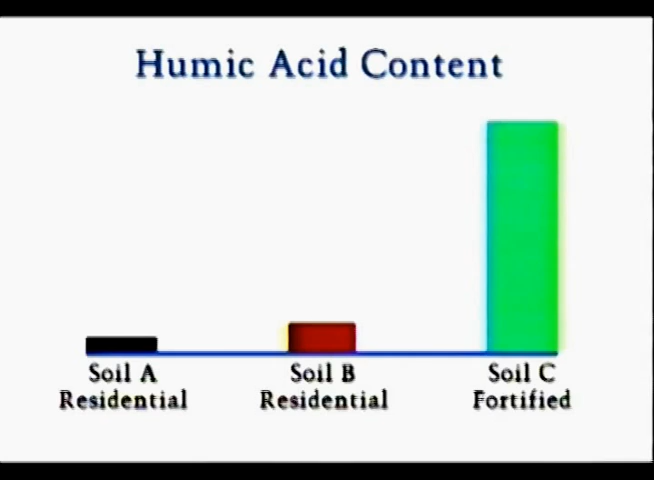 Humic Acid Content
Soil A
Residential
Soil B
Residential
Soil C
Fortified